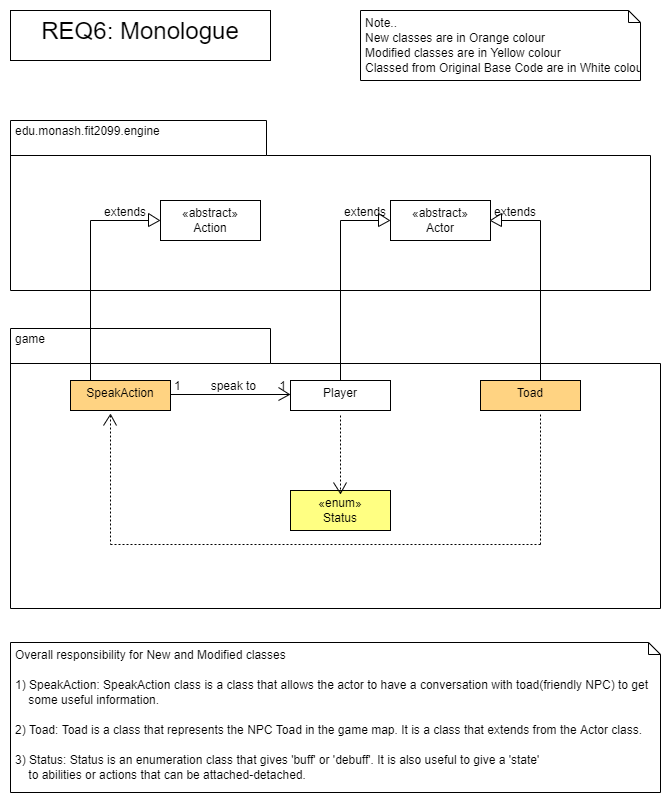 REQ6: Monologue
Note..
New classes are in Orange colour
Modified classes are in Yellow colour
Classed from Original Base Code are in White colou
edu.monash.fit2099.engine
extends
«abstract»
Action
extends
«abstract»
Actor
extends
game
SpeakAction
1
speak to
1
Player
Toad
«enum»
Status
Overall responsibility for New and Modified classes
1) SpeakAction: SpeakAction class is a class that allows the actor to have a conversation with toad(friendly NPC) to get
some useful information.
2) Toad: Toad is a class that represents the NPC Toad in the game map. It is a class that extends from the Actor class.
3) Status: Status is an enumeration class that gives 'buff' or 'debuff'. It is also useful to give a 'state'
to abilities or actions that can be attached-detached.